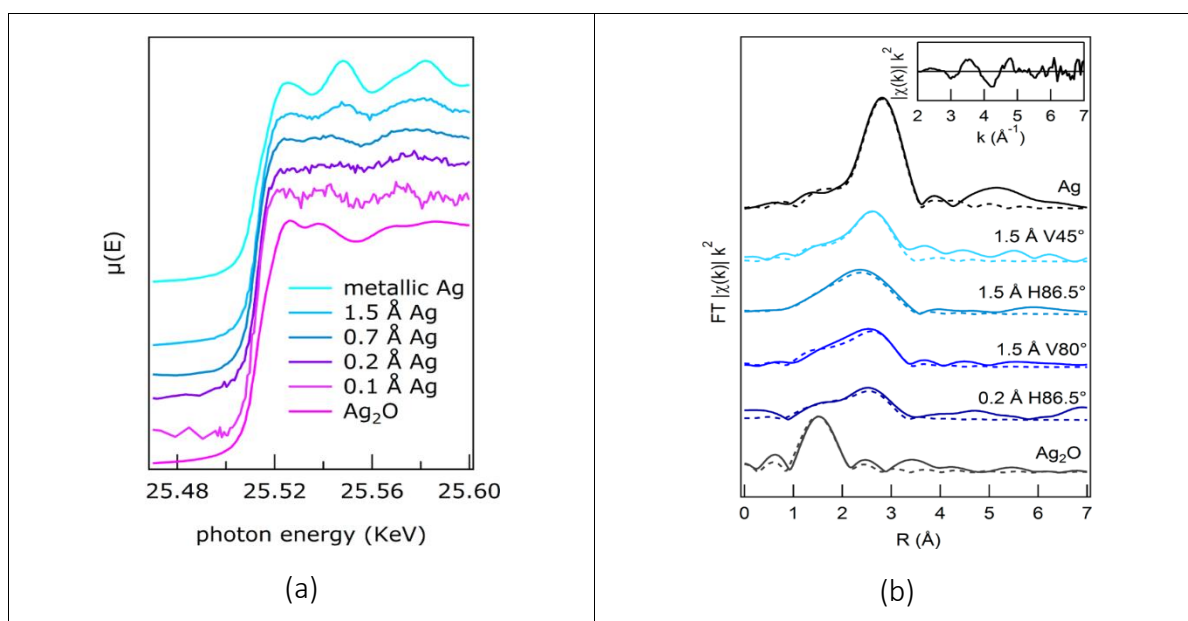 μ(E)
metallic Ag
1.5 Å Ag
0.7 Å Ag
0.2 Å Ag
0.1 Å Ag
Ag₂O
25.48 25.52 25.56 25.60
photon energy (KeV)
(a)
|χ(k)| k²
2 3 4 5 6 7
k (Å⁻¹)
FT |χ(k)| k²
Ag
1.5 Å V45°
1.5 Å H86.5°
1.5 Å V80°
0.2 Å H86.5°
Ag₂O
0 1 2 3 4 5 6 7
R (Å)
(b)